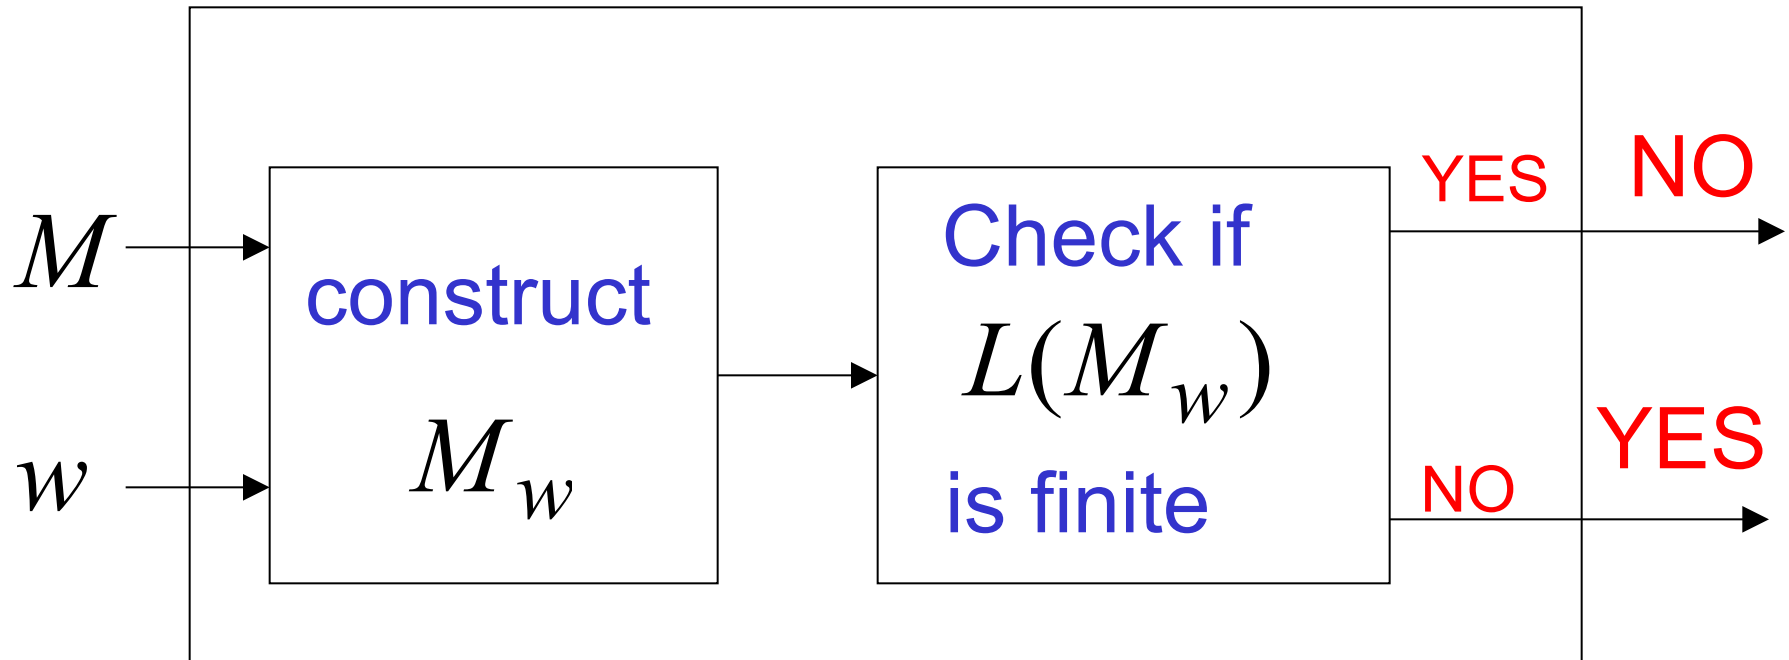 M
w
construct
M_w
Check if
L(M_w)
is finite
YES
NO
NO
YES